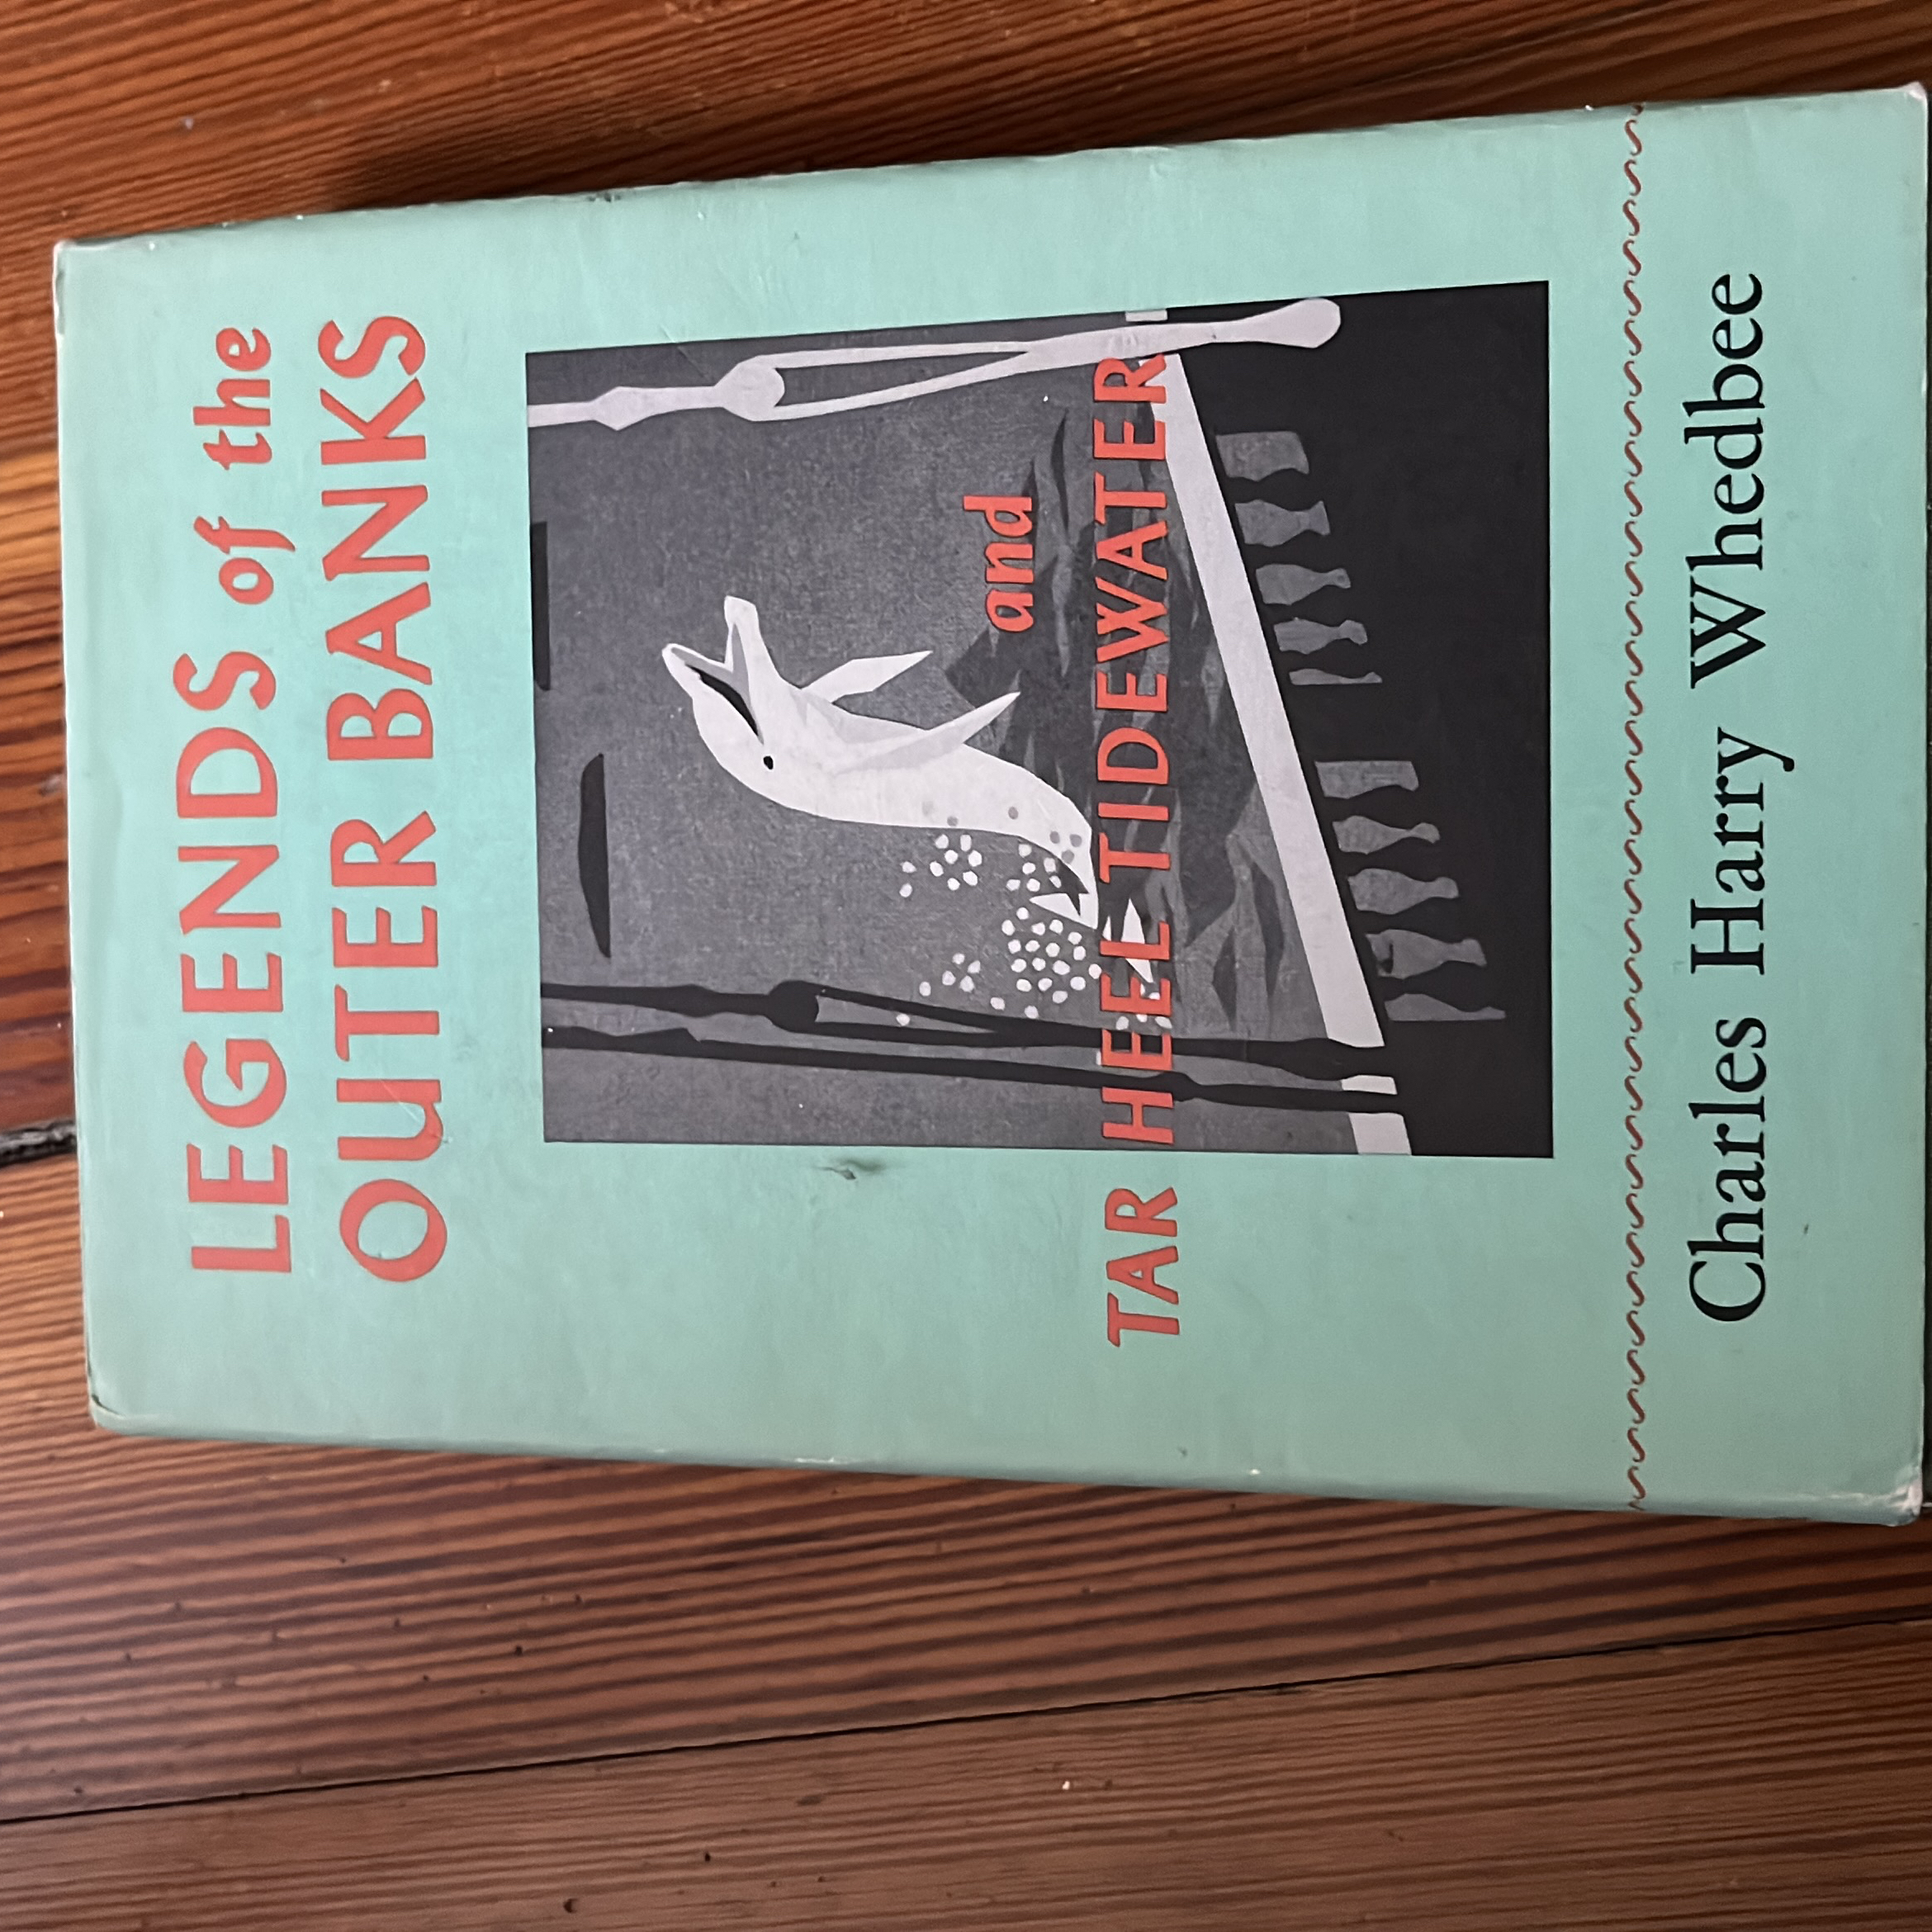 LEGENDS of the
OUTER BANKS
and
TAR HEEL TIDEWATER
Charles Harry Whedbee